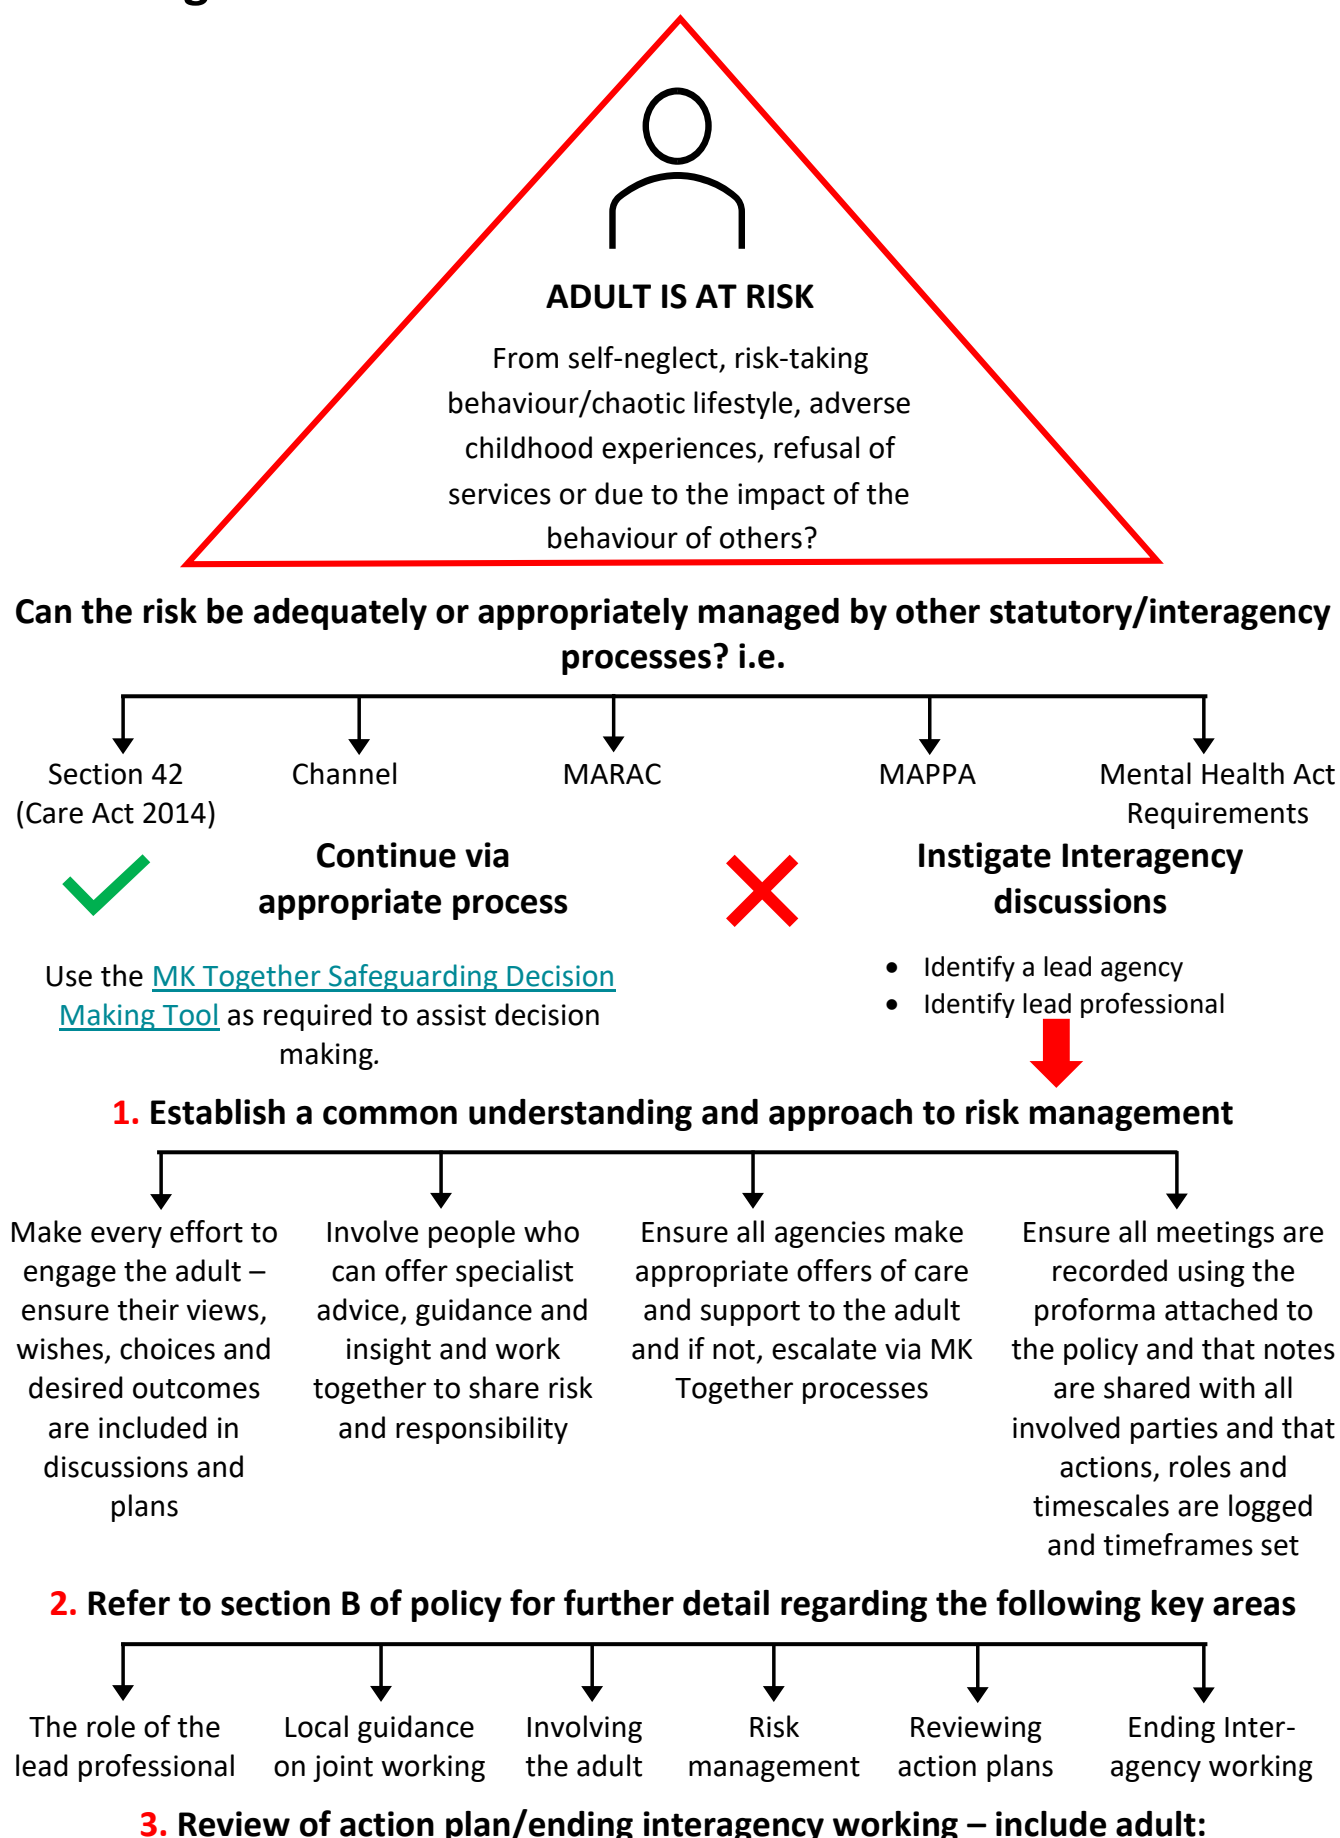 ADULT IS AT RISK
From self-neglect, risk-taking
behaviour/chaotic lifestyle, adverse
childhood experiences, refusal of
services or due to the impact of the
behaviour of others?
Can the risk be adequately or appropriately managed by other statutory/interagency
processes? i.e.
Section 42
(Care Act 2014)
Channel
MARAC
MAPPA
Mental Health Act
Requirements
Continue via
appropriate process
Instigate Interagency
discussions
Use the MK Together Safeguarding Decision
Making Tool as required to assist decision
making.
• Identify a lead agency
• Identify lead professional
1. Establish a common understanding and approach to risk management
Make every effort to
engage the adult –
ensure their views,
wishes, choices and
desired outcomes
are included in
discussions and
plans
Involve people who
can offer specialist
advice, guidance and
insight and work
together to share risk
and responsibility
Ensure all agencies make
appropriate offers of care
and support to the adult
and if not, escalate via MK
Together processes
Ensure all meetings are
recorded using the
proforma attached to
the policy and that notes
are shared with all
involved parties and that
actions, roles and
timescales are logged
and timeframes set
2. Refer to section B of policy for further detail regarding the following key areas
The role of the
lead professional
Local guidance
on joint working
Involving
the adult
Risk
management
Reviewing
action plans
Ending Inter-
agency working
3. Review of action plan/ending interagency working – include adult: